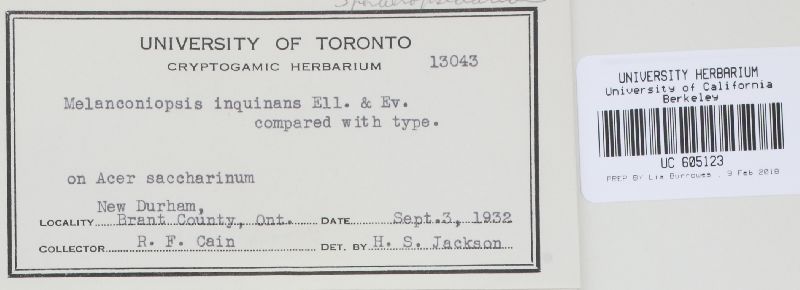 UNIVERSITY OF TORONTO
CRYPTOGAMIC HERBARIUM 13043
Melanconiopsis inquinans Ell. & Ev.
compared with type.
on Acer saccharinum
New Durham,
LOCALITY Brant County, Ont. DATE Sept.3, 1932
COLLECTOR R. F. Cain DET. BY H. S. Jackson
UNIVERSITY HERBARIUM
University of California
Berkeley
UC 605123
PREP BY Lia Burrowes , 9 Feb 2018